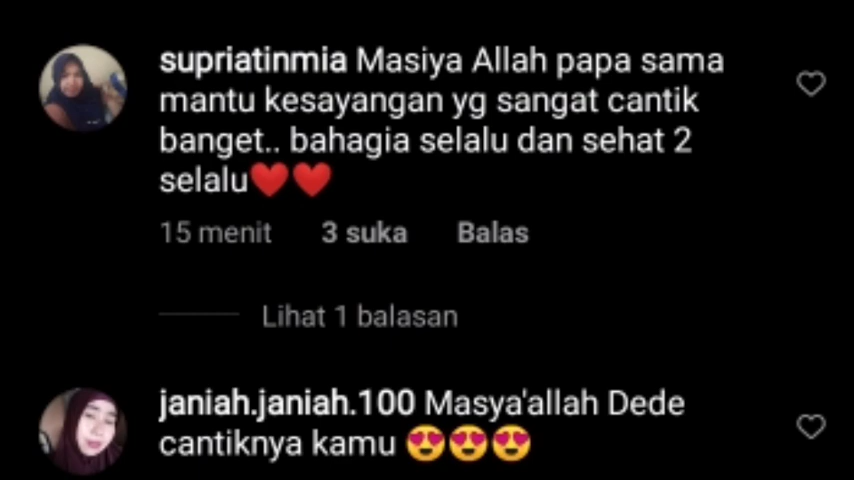 supriatinmia Masiya Allah papa sama
mantu kesayangan yg sangat cantik
banget.. bahagia selalu dan sehat 2
selalu❤️❤️
15 menit 3 suka Balas
Lihat 1 balasan
janiah.janiah.100 Masya'allah Dede
cantiknya kamu 😍😍😍